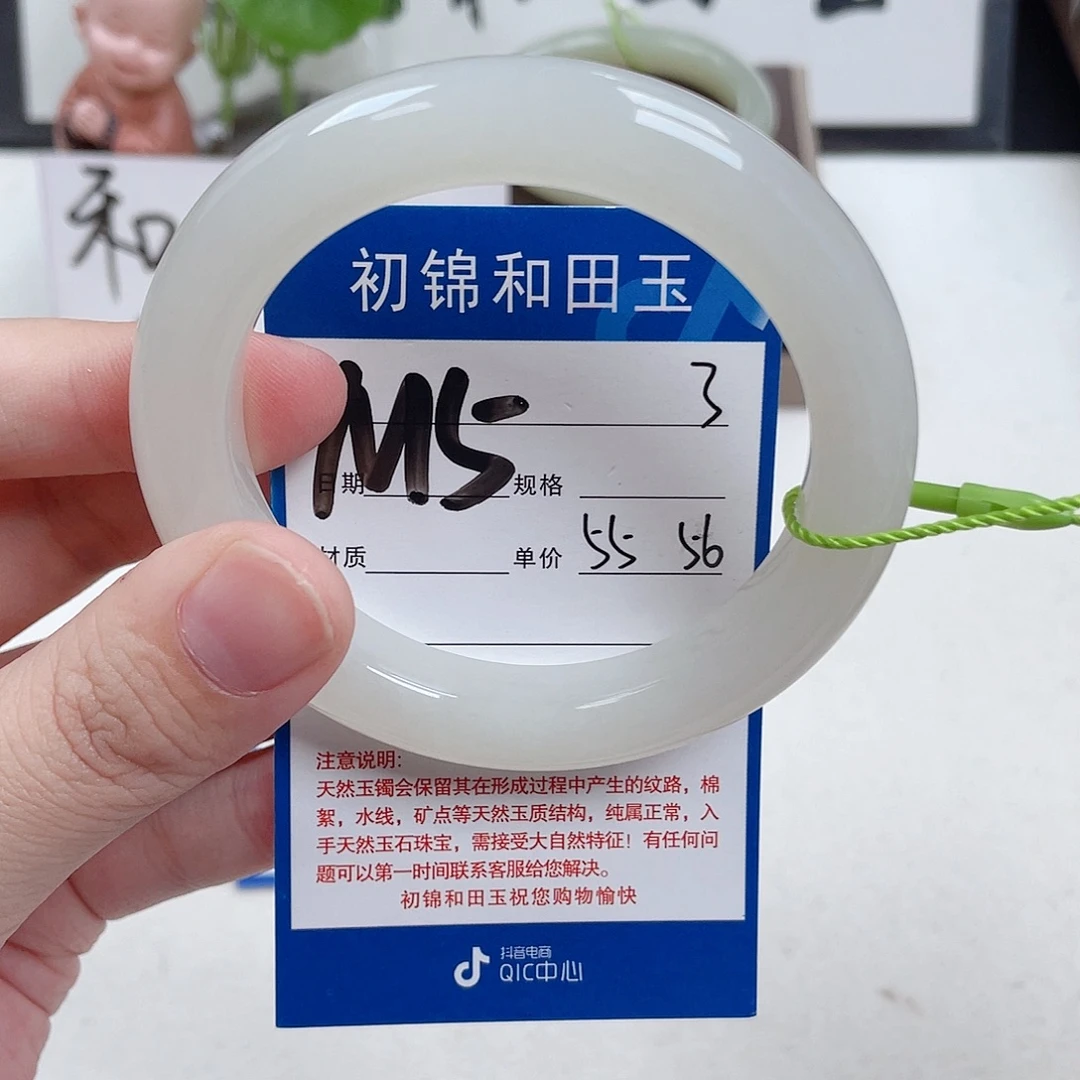 和
初锦和田玉
M5
3
日期 规格
材质 单价 55 56
注意说明:
天然玉镯会保留其在形成过程中产生的纹路，棉
絮，水线，矿点等天然玉质结构，纯属正常，入
手天然玉石珠宝，需接受大自然特征！有任何问
题可以第一时间联系客服给您解决。
初锦和田玉祝您购物愉快
抖音电商
QIC中心